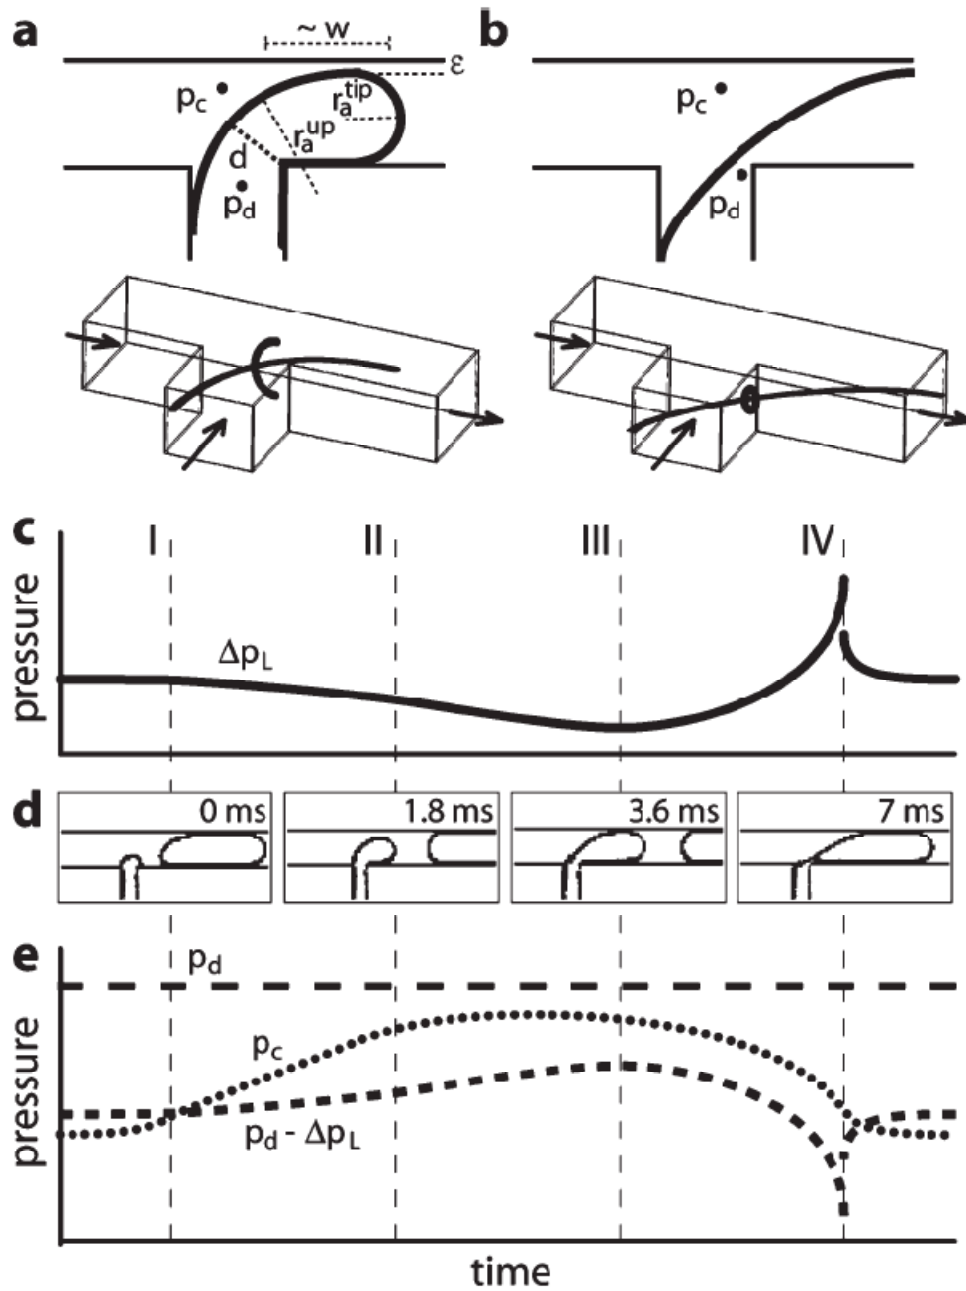 a
~ w
ε
p_c
r_a^tip
r_a^up
d
p_d
b
p_c
p_d
c
I II III IV
pressure
Δp_L
d
0 ms 1.8 ms 3.6 ms 7 ms
e
p_d
pressure
p_c
p_d - Δp_L
time